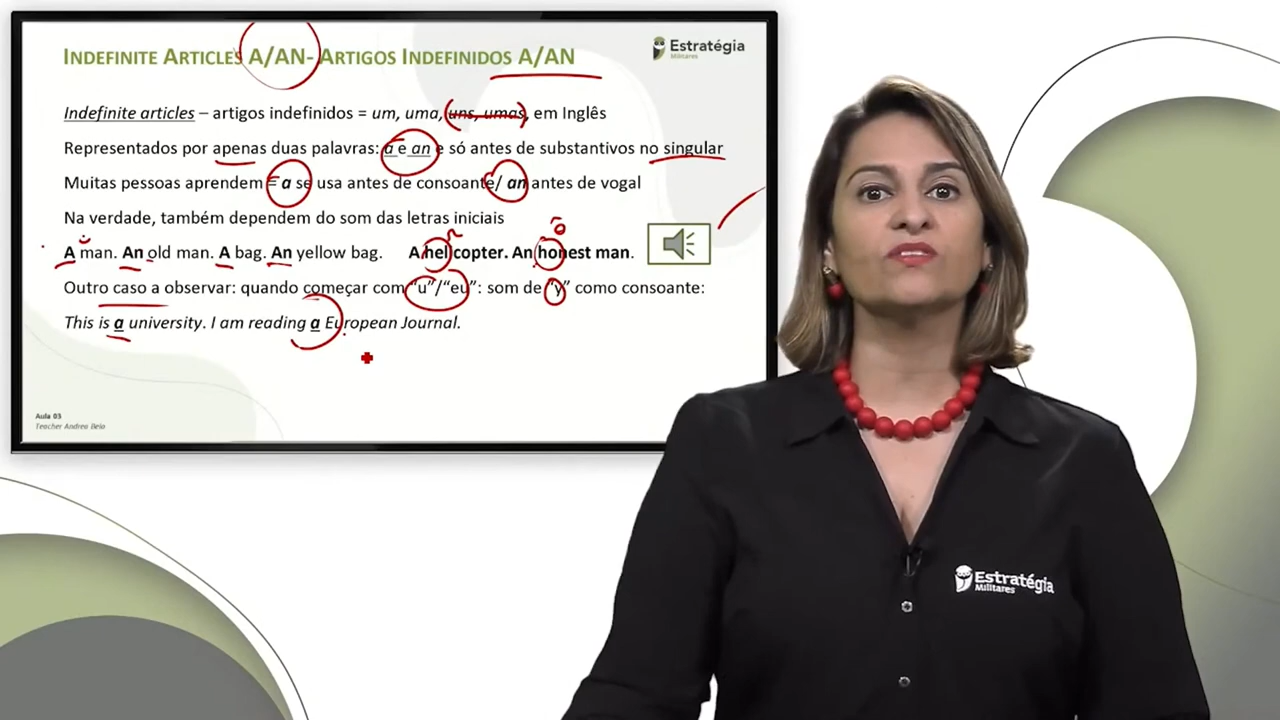 INDEFINITE ARTICLES A/AN- ARTIGOS INDEFINIDOS A/AN
Estratégia
Militares
Indefinite articles – artigos indefinidos = um, uma, uns, umas, em Inglês
Representados por apenas duas palavras: a e an e só antes de substantivos no singular
Muitas pessoas aprendem = a se usa antes de consoante/ an antes de vogal
Na verdade, também dependem do som das letras iniciais
A man. An old man. A bag. An yellow bag. A helicopter. An honest man.
Outro caso a observar: quando começar com "u"/"eu": som de "y" como consoante:
This is a university. I am reading a European Journal.
Aula 03
Teacher Andrea Belo
Estratégia
Militares